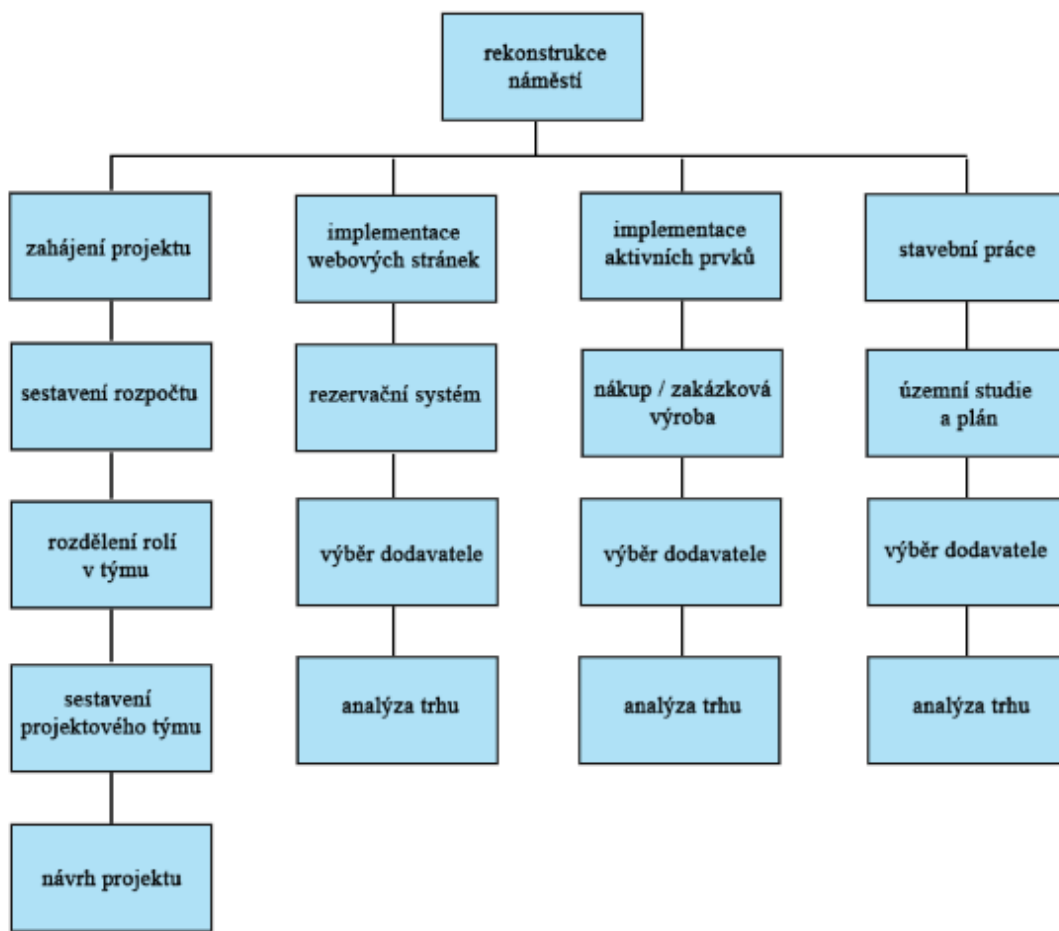 rekonstrukce
náměstí
zahájení projektu
implementace
webových stránek
implementace
aktivních prvků
stavební práce
sestavení rozpočtu
rezervační systém
nákup / zakázková
výroba
územní studie
a plán
rozdělení rolí
v týmu
výběr dodavatele
výběr dodavatele
výběr dodavatele
sestavení
projektového týmu
analýza trhu
analýza trhu
analýza trhu
návrh projektu